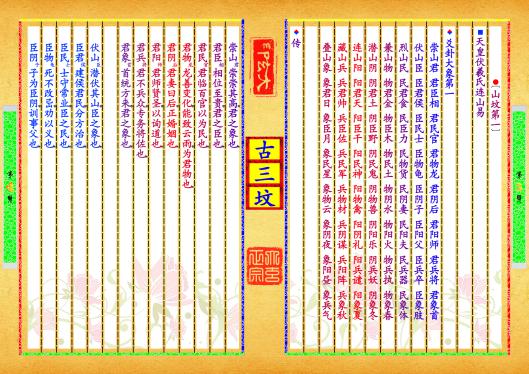 山坟第一
天皇伏羲氏连山易
爻卦大象第一
崇山君 君臣相 君民官 君物龙 君阴后 君阳师 君兵将 君象首
伏山臣 臣君侯 臣民士 臣物龟 臣阴子 臣阳父 臣兵卒 臣象股
列山民 民君食 民臣力 民物货 民阴妻 民阳夫 民兵器 民象体
兼山物 物君金 物臣木 物民土 物阴水 物阳火 物兵执 物象春
潜山阴 阴君土 阴臣野 阴民鬼 阴物兽 阴阳乐 阴兵妖 阴象冬
连山阳 阳君天 阳臣干 阳民神 阳物禽 阳阴礼 阳兵谴 阳象夏
藏山兵 兵君帅 兵臣佐 兵民军 兵物材 兵阴谋 兵阳阵 兵象秋
叠山象 象君日 象臣月 象民星 象物云 象阴夜 象阳昼 象兵气
传
古三坟
崇山，崇崇其高，君之象也。
君臣，相位至贵，君之臣也。
君民，君临百官以为民也。
君物，龙善变化能致云雨为君物也。
君阴，君妻曰后，正婚姻也。
君阳，君师皆圣以询道也。
君兵，君不兵众专务将佐也。
君象，首统万来，君之象也。
伏山，潜伏其山，臣之象也。
臣君，建侯君民分方治也。
臣民，士守常业，臣之民也。
臣物，死不改忠，劝以义也。
臣阴，子为臣阴，训事父也。